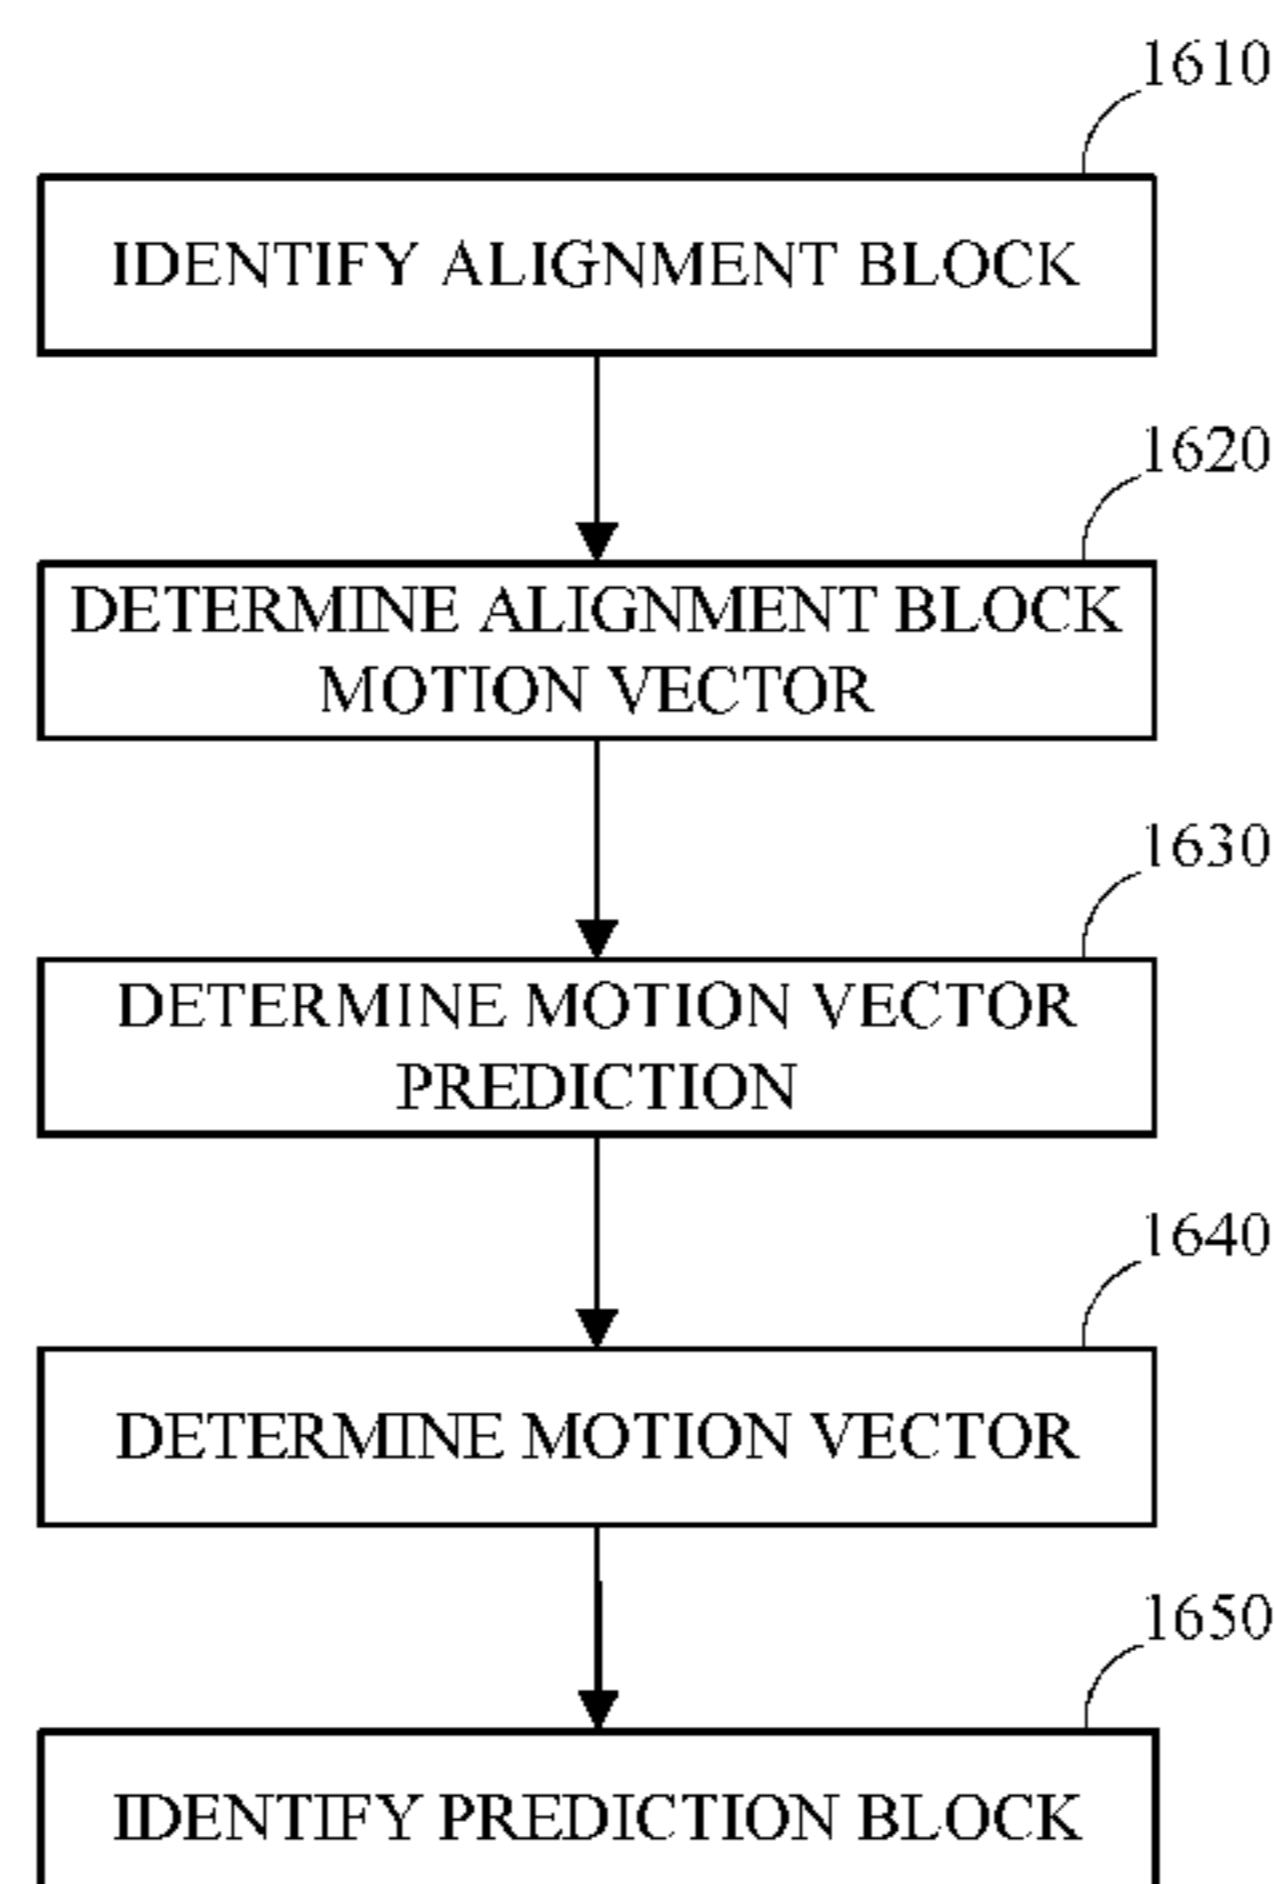 1610
IDENTIFY ALIGNMENT BLOCK
1620
DETERMINE ALIGNMENT BLOCK
MOTION VECTOR
1630
DETERMINE MOTION VECTOR
PREDICTION
1640
DETERMINE MOTION VECTOR
1650
IDENTIFY PREDICTION BLOCK